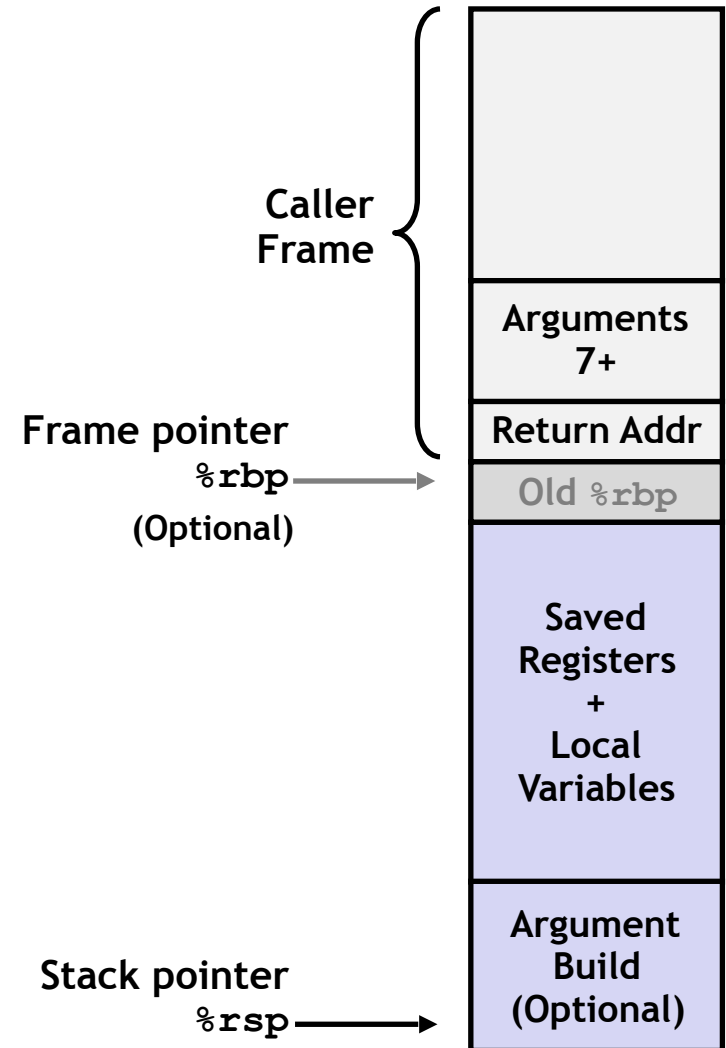 Caller
Frame
Arguments
7+
Return Addr
Frame pointer
%rbp
(Optional)
Old %rbp
Saved
Registers
+
Local
Variables
Argument
Build
(Optional)
Stack pointer
%rsp